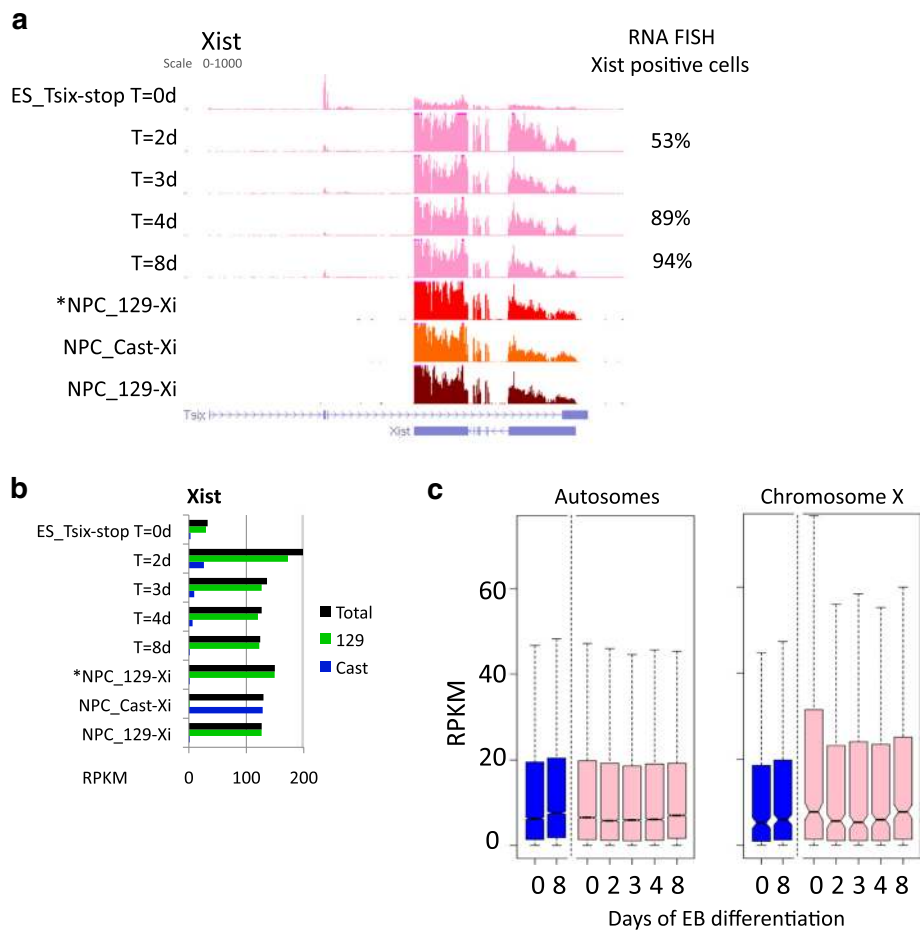 a
Xist
Scale 0-1000
RNA FISH
Xist positive cells
ES_Tsix-stop T=0d
T=2d 53%
T=3d
T=4d 89%
T=8d 94%
*NPC_129-Xi
NPC_Cast-Xi
NPC_129-Xi
Tsix
Xist
b
Xist
ES_Tsix-stop T=0d
T=2d
T=3d
T=4d
T=8d
*NPC_129-Xi
NPC_Cast-Xi
NPC_129-Xi
RPKM 0 100 200
Total
129
Cast
c
Autosomes Chromosome X
RPKM
60
40
20
0
0 8 0 2 3 4 8 0 8 0 2 3 4 8
Days of EB differentiation